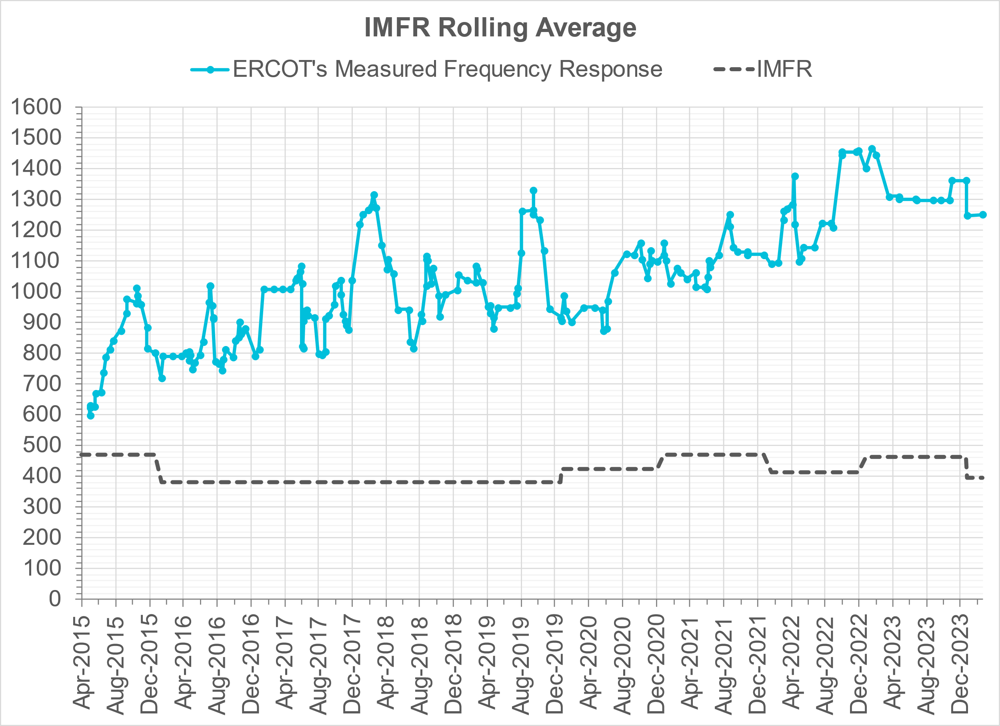 IMFR Rolling Average
ERCOT's Measured Frequency Response
IMFR
1600
1500
1400
1300
1200
1100
1000
900
800
700
600
500
400
300
200
100
0
Apr-2015
Aug-2015
Dec-2015
Apr-2016
Aug-2016
Dec-2016
Apr-2017
Aug-2017
Dec-2017
Apr-2018
Aug-2018
Dec-2018
Apr-2019
Aug-2019
Dec-2019
Apr-2020
Aug-2020
Dec-2020
Apr-2021
Aug-2021
Dec-2021
Apr-2022
Aug-2022
Dec-2022
Apr-2023
Aug-2023
Dec-2023